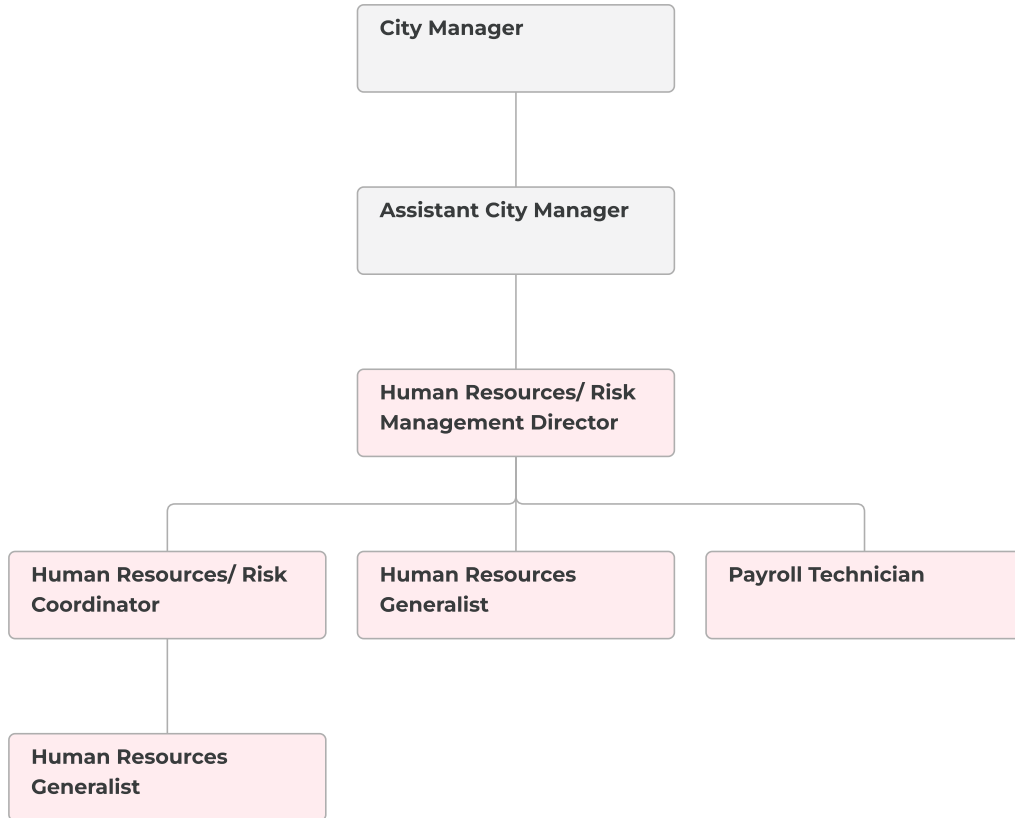 City Manager
Assistant City Manager
Human Resources/ Risk
Management Director
Human Resources/ Risk
Coordinator
Human Resources
Generalist
Payroll Technician
Human Resources
Generalist